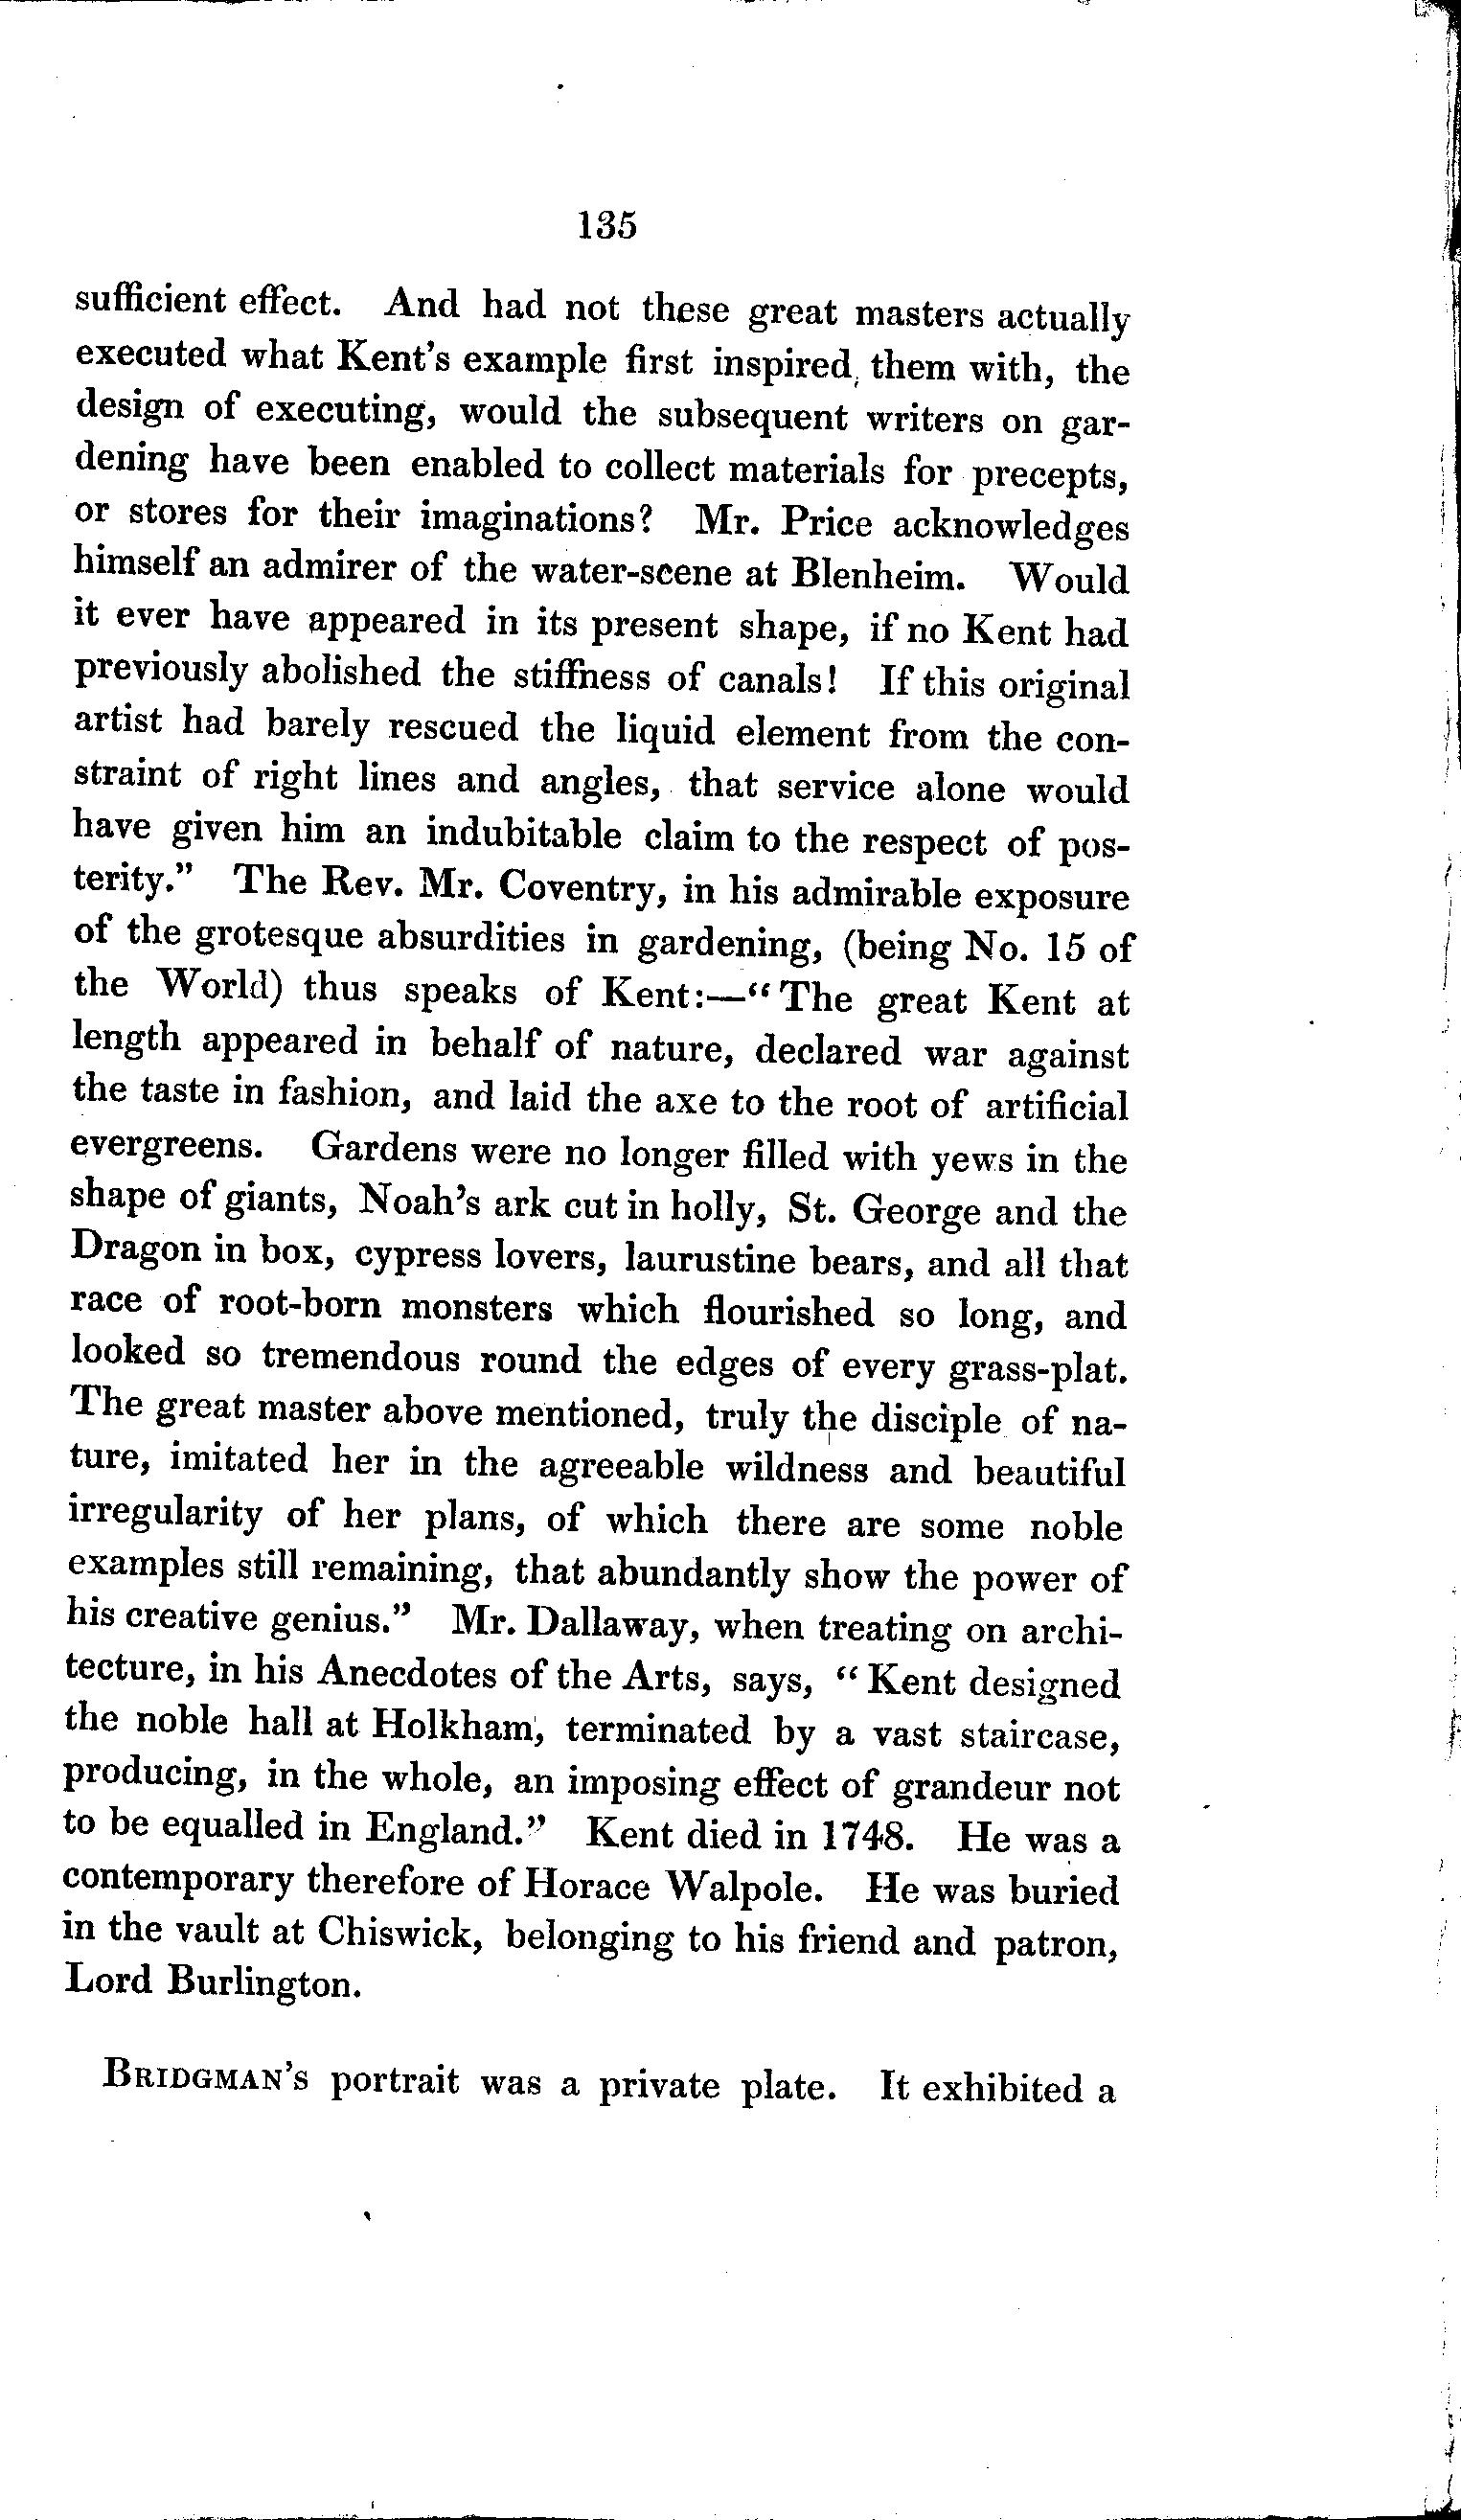 135
sufficient effect. And had not these great masters actually
executed what Kent's example first inspired them with, the
design of executing, would the subsequent writers on gar-
dening have been enabled to collect materials for precepts,
or stores for their imaginations? Mr. Price acknowledges
himself an admirer of the water-scene at Blenheim. Would
it ever have appeared in its present shape, if no Kent had
previously abolished the stiffness of canals! If this original
artist had barely rescued the liquid element from the con-
straint of right lines and angles, that service alone would
have given him an indubitable claim to the respect of pos-
terity." The Rev. Mr. Coventry, in his admirable exposure
of the grotesque absurdities in gardening, (being No. 15 of
the World) thus speaks of Kent:—"The great Kent at
length appeared in behalf of nature, declared war against
the taste in fashion, and laid the axe to the root of artificial
evergreens. Gardens were no longer filled with yews in the
shape of giants, Noah's ark cut in holly, St. George and the
Dragon in box, cypress lovers, laurustine bears, and all that
race of root-born monsters which flourished so long, and
looked so tremendous round the edges of every grass-plat.
The great master above mentioned, truly the disciple of na-
ture, imitated her in the agreeable wildness and beautiful
irregularity of her plans, of which there are some noble
examples still remaining, that abundantly show the power of
his creative genius." Mr. Dallaway, when treating on archi-
tecture, in his Anecdotes of the Arts, says, "Kent designed
the noble hall at Holkham, terminated by a vast staircase,
producing, in the whole, an imposing effect of grandeur not
to be equalled in England." Kent died in 1748. He was a
contemporary therefore of Horace Walpole. He was buried
in the vault at Chiswick, belonging to his friend and patron,
Lord Burlington.
BRIDGMAN'S portrait was a private plate. It exhibited a